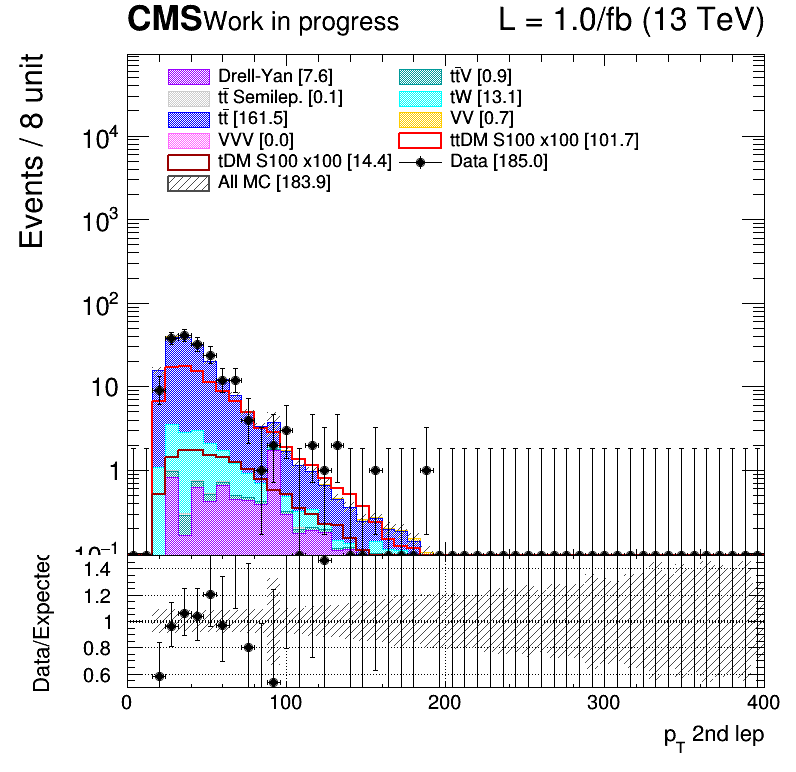 CMS Work in progress L = 1.0/fb (13 TeV)
Events / 8 unit
Drell-Yan [7.6] tt̄V [0.9]
tt̄ Semilep. [0.1] tW [13.1]
tt̄ [161.5] VV [0.7]
VVV [0.0] ttDM S100 x100 [101.7]
tDM S100 x100 [14.4] Data [185.0]
All MC [183.9]
10⁴
10³
10²
10
1
10⁻¹
Data/Expected
1.4
1.2
1
0.8
0.6
0 100 200 300 400
p_T 2nd lep